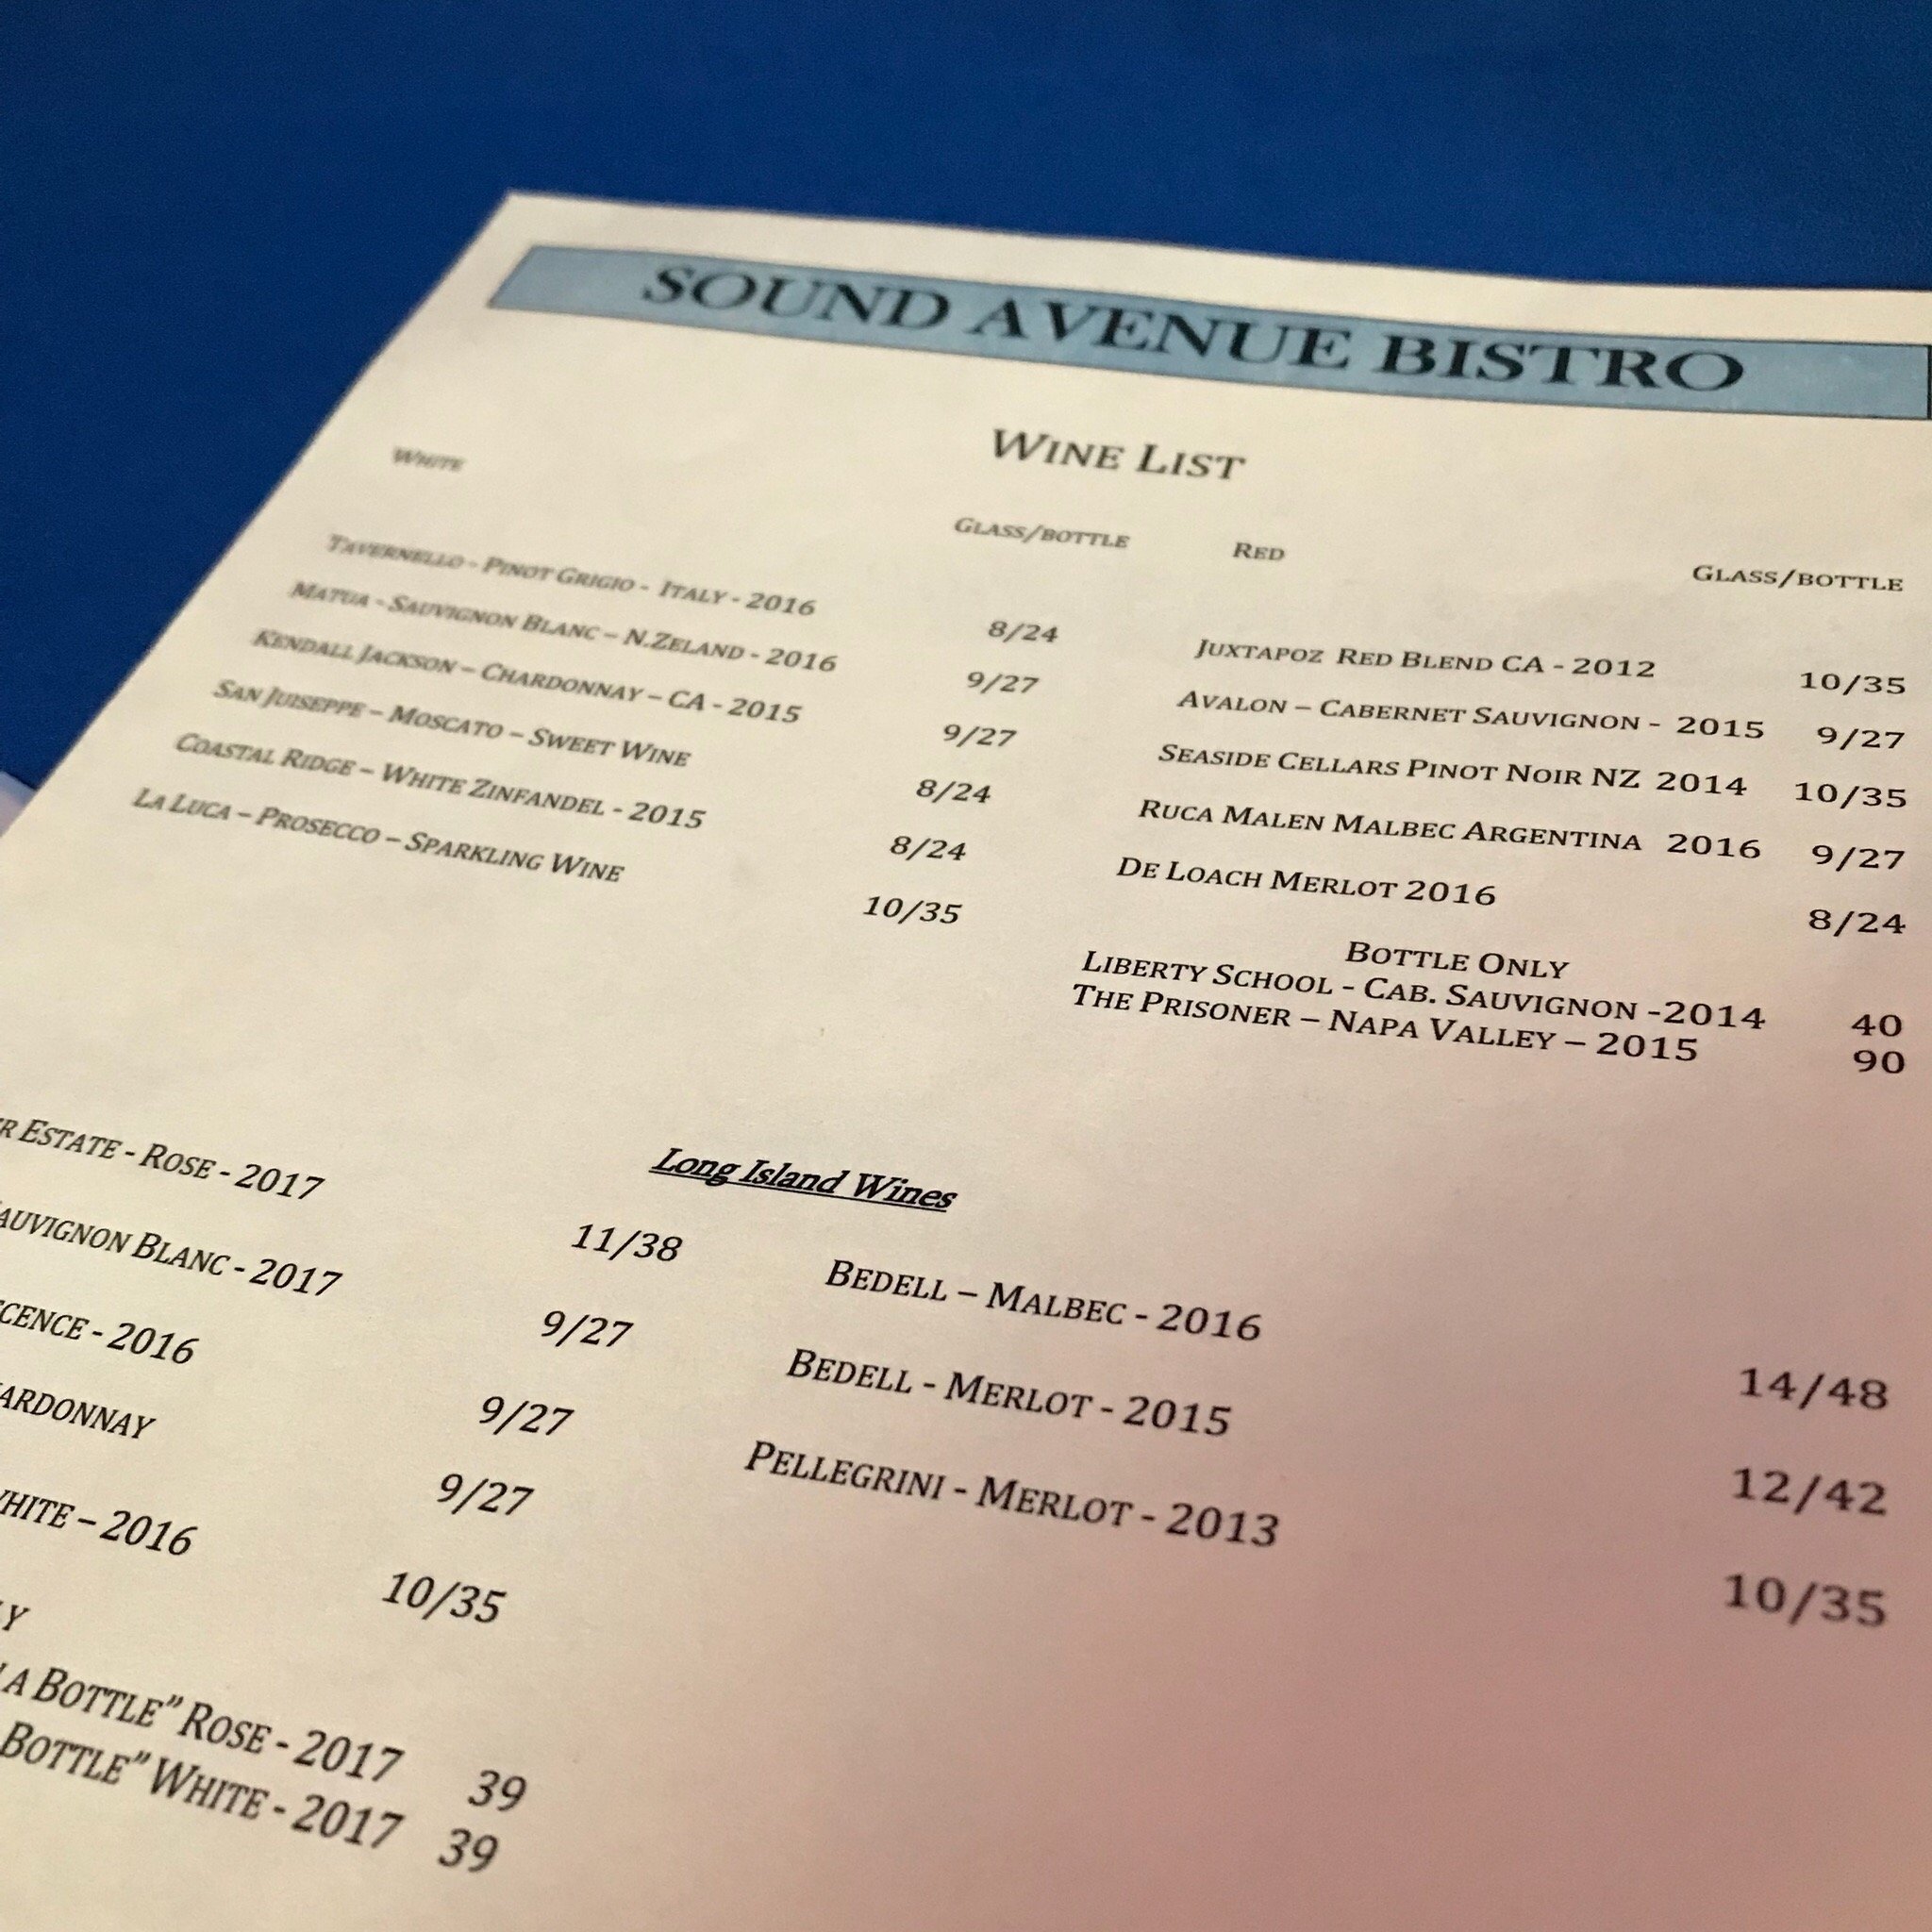 SOUND AVENUE BISTRO
WINE LIST
WHITE
GLASS/BOTTLE
TAVERNELLO - PINOT GRIGIO - ITALY - 2016 8/24
MATUA - SAUVIGNON BLANC – N.ZELAND - 2016 9/27
KENDALL JACKSON – CHARDONNAY – CA - 2015 9/27
SAN JUISEPPE – MOSCATO – SWEET WINE 8/24
COASTAL RIDGE – WHITE ZINFANDEL - 2015 8/24
LA LUCA – PROSECCO – SPARKLING WINE 10/35
RED
GLASS/BOTTLE
JUXTAPOZ RED BLEND CA - 2012 10/35
AVALON – CABERNET SAUVIGNON - 2015 9/27
SEASIDE CELLARS PINOT NOIR NZ 2014 10/35
RUCA MALEN MALBEC ARGENTINA 2016 9/27
DE LOACH MERLOT 2016 8/24
BOTTLE ONLY
LIBERTY SCHOOL - CAB. SAUVIGNON -2014 40
THE PRISONER – NAPA VALLEY – 2015 90
Long Island Wines
ESTATE - ROSE - 2017 11/38
AUVIGNON BLANC - 2017 9/27
CENCE - 2016 9/27
ARDONNAY 9/27
HITE – 2016 10/35
LY
A BOTTLE" ROSE - 2017 39
BOTTLE" WHITE - 2017 39
BEDELL – MALBEC - 2016 14/48
BEDELL - MERLOT - 2015 12/42
PELLEGRINI - MERLOT - 2013 10/35